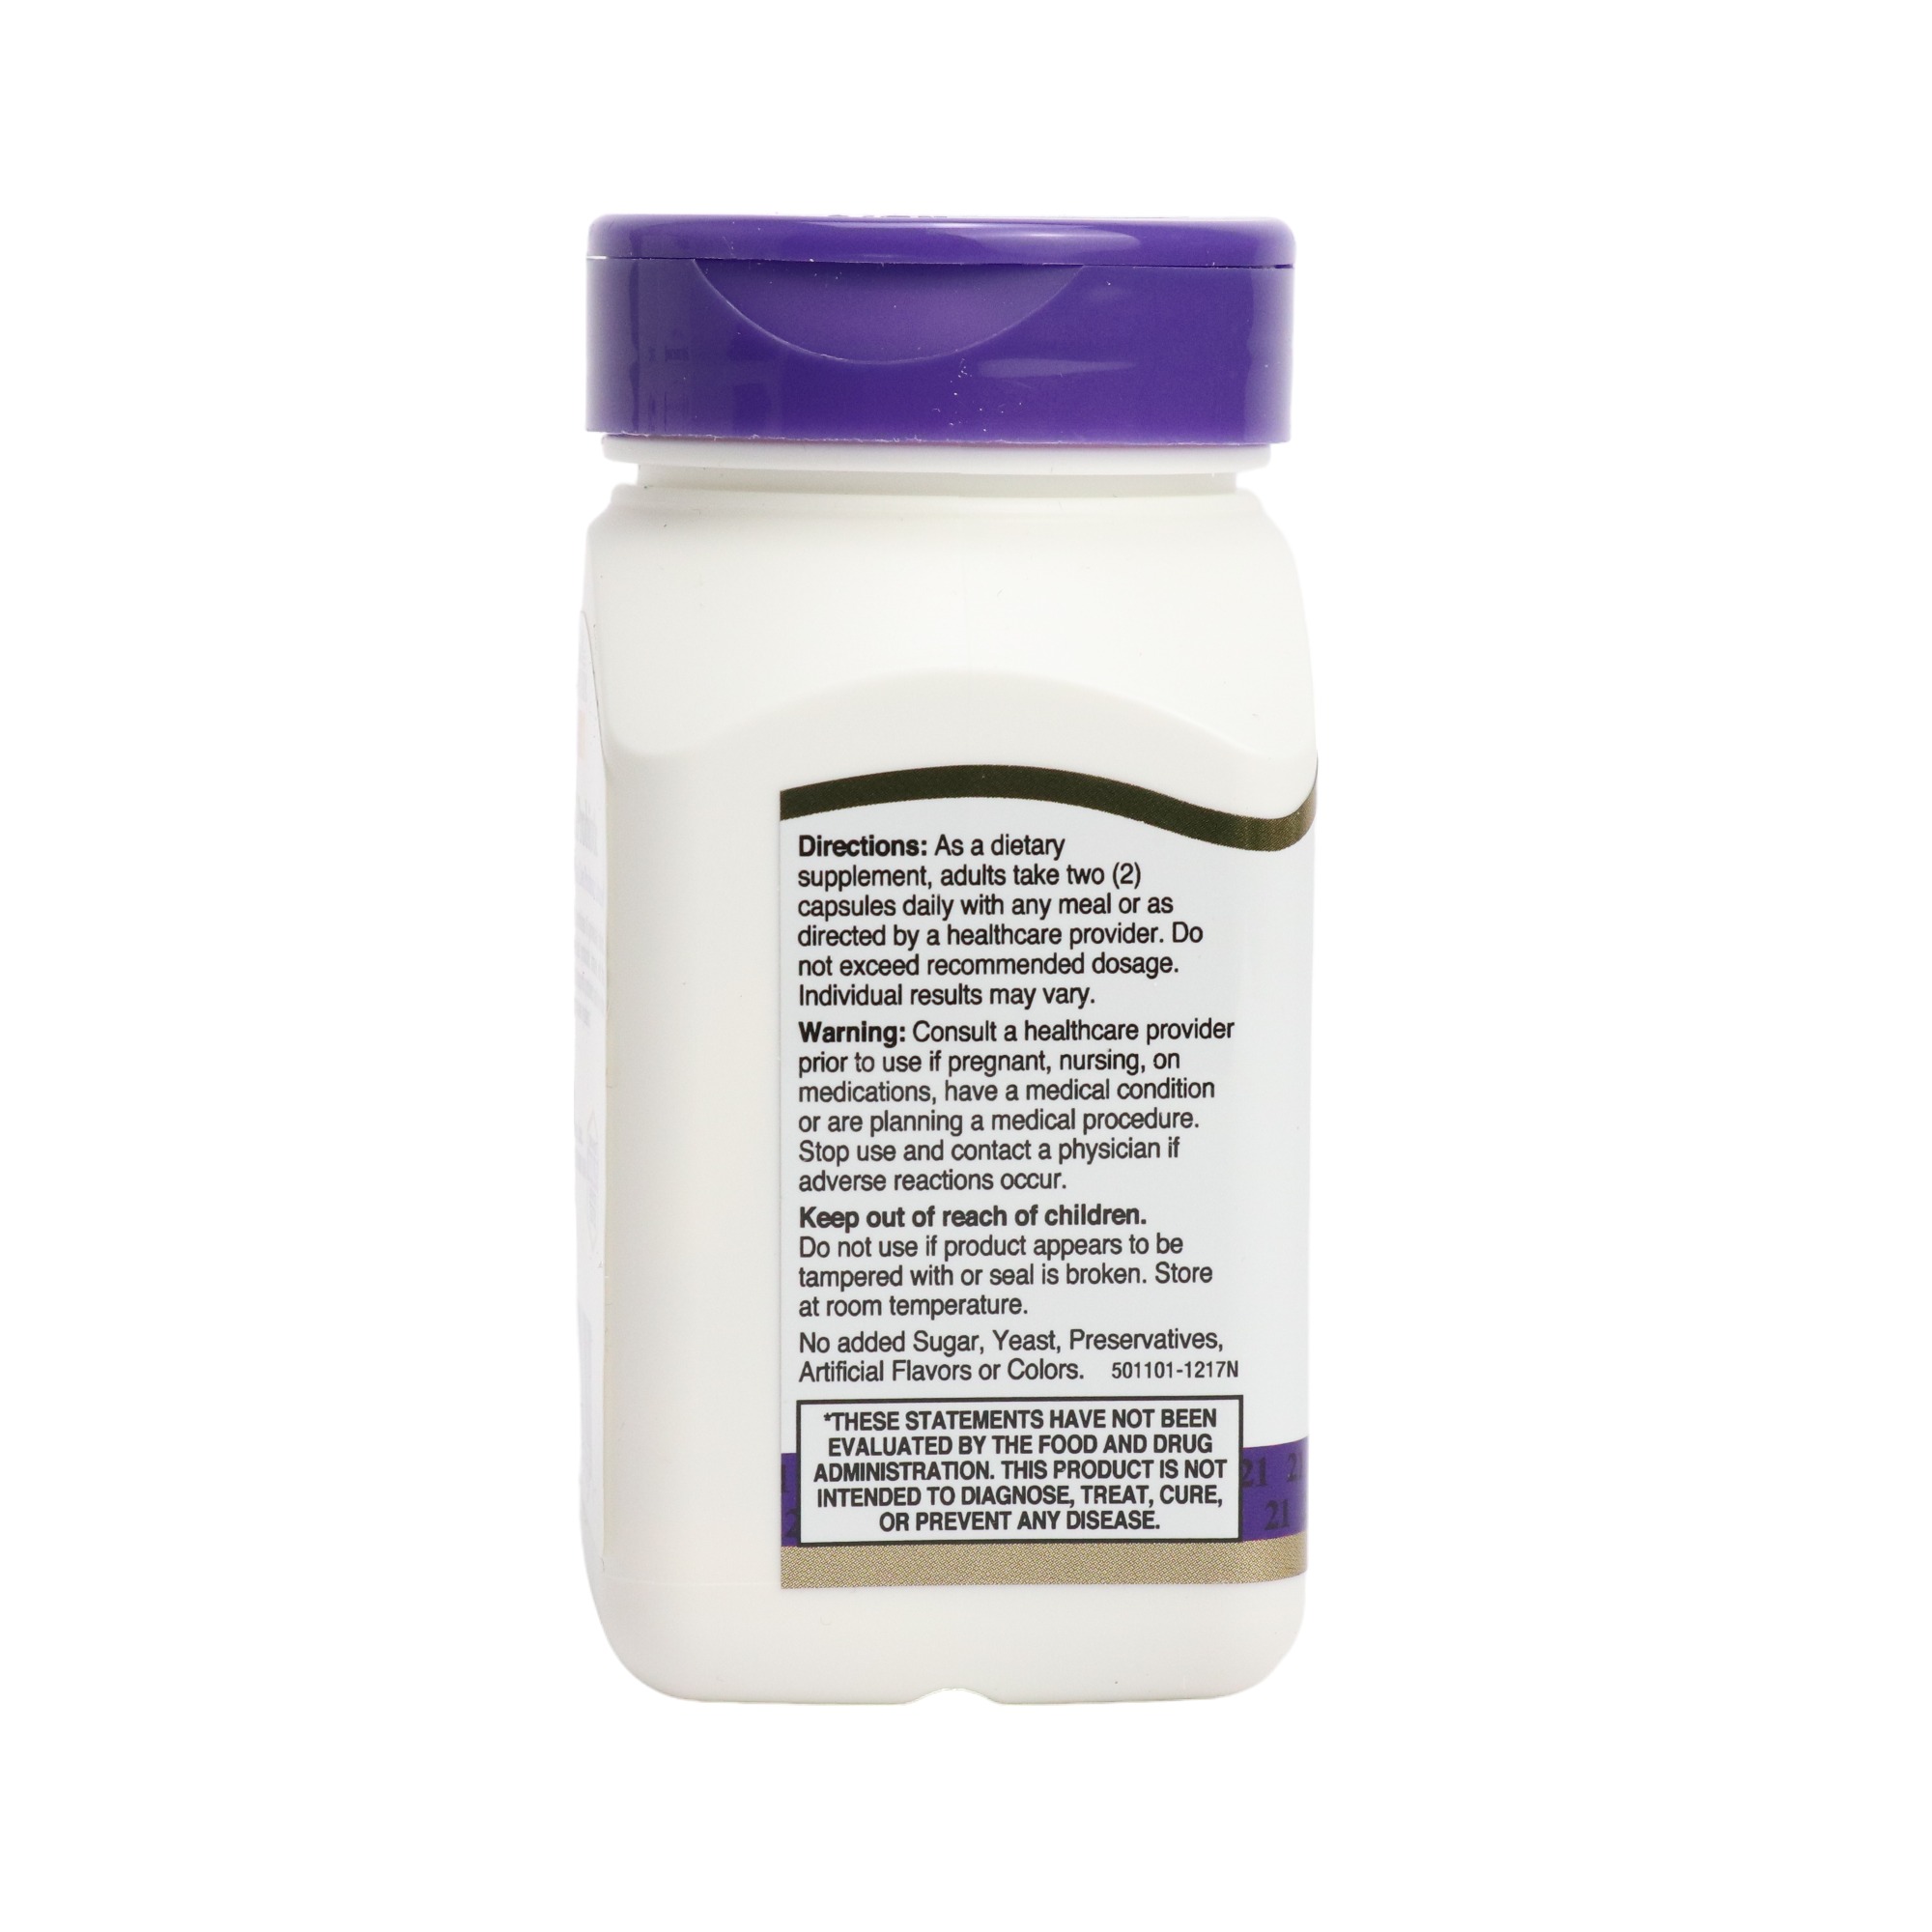 Directions: As a dietary
supplement, adults take two (2)
capsules daily with any meal or as
directed by a healthcare provider. Do
not exceed recommended dosage.
Individual results may vary.
Warning: Consult a healthcare provider
prior to use if pregnant, nursing, on
medications, have a medical condition
or are planning a medical procedure.
Stop use and contact a physician if
adverse reactions occur.
Keep out of reach of children.
Do not use if product appears to be
tampered with or seal is broken. Store
at room temperature.
No added Sugar, Yeast, Preservatives,
Artificial Flavors or Colors. 501101-1217N
*THESE STATEMENTS HAVE NOT BEEN
EVALUATED BY THE FOOD AND DRUG
ADMINISTRATION. THIS PRODUCT IS NOT
INTENDED TO DIAGNOSE, TREAT, CURE,
OR PREVENT ANY DISEASE.
21
21